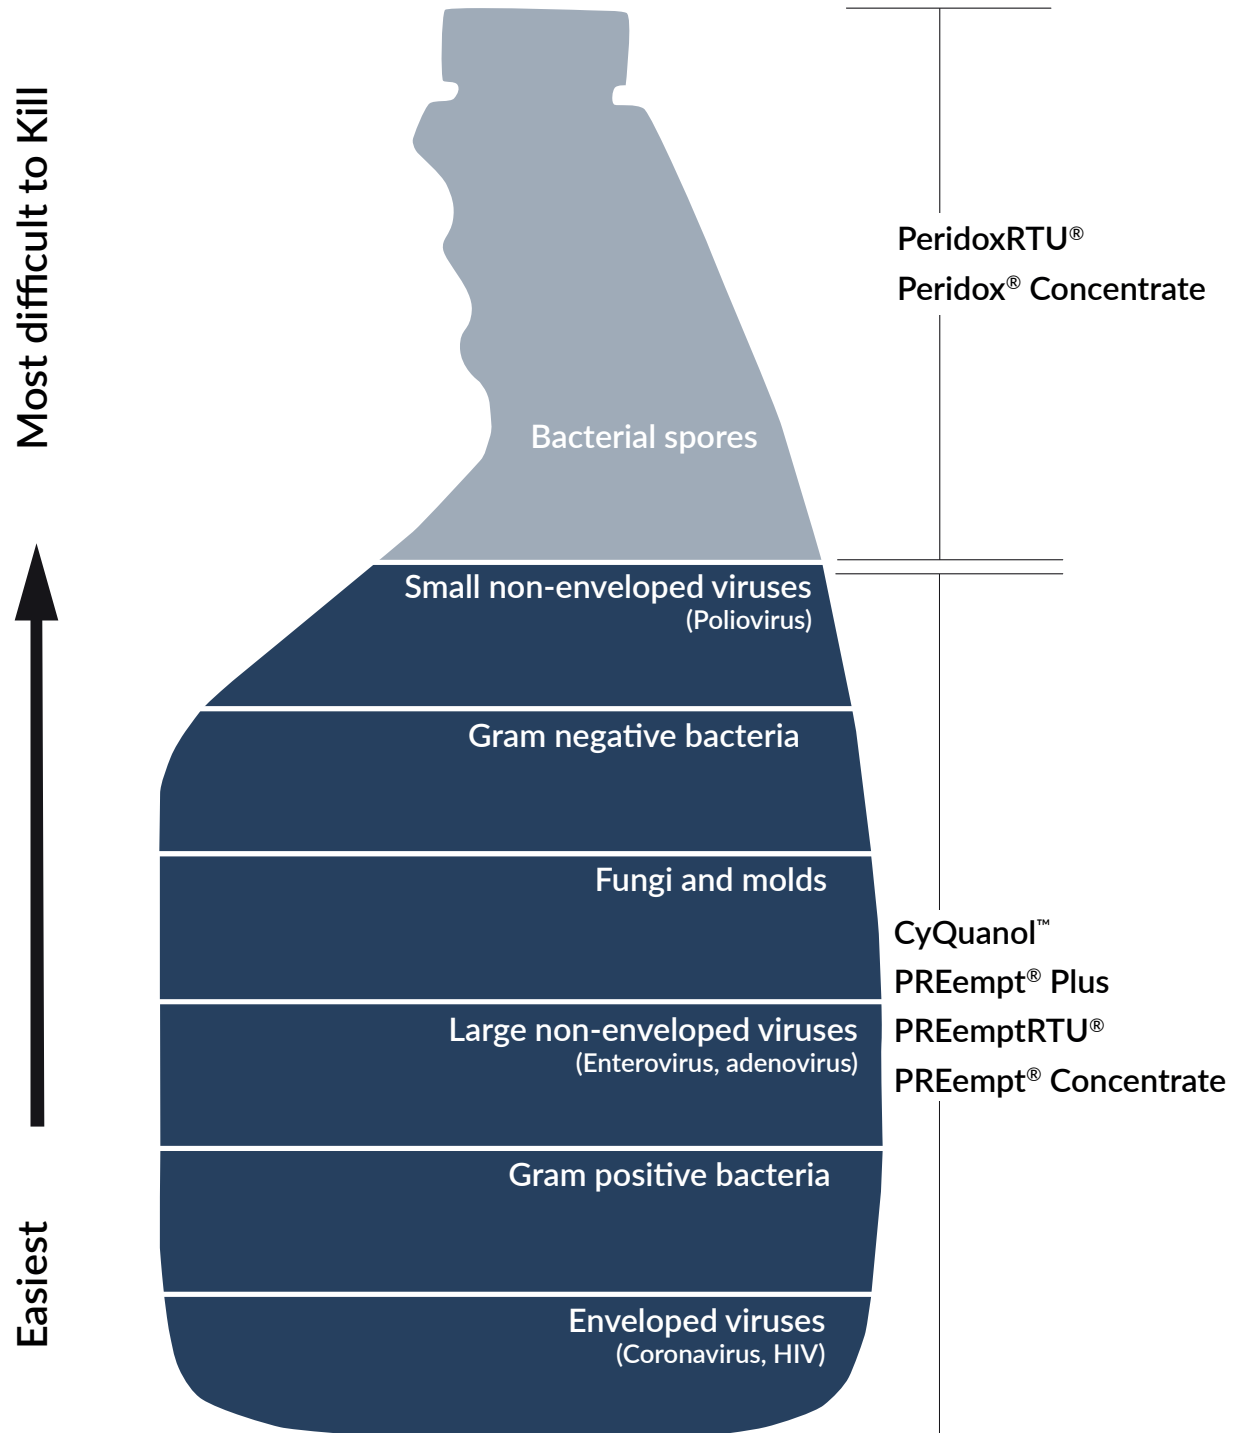 Most difficult to Kill
Easiest
Bacterial spores
Small non-enveloped viruses
(Poliovirus)
Gram negative bacteria
Fungi and molds
Large non-enveloped viruses
(Enterovirus, adenovirus)
Gram positive bacteria
Enveloped viruses
(Coronavirus, HIV)
PeridoxRTU®
Peridox® Concentrate
CyQuanol™
PREempt® Plus
PREemptRTU®
PREempt® Concentrate